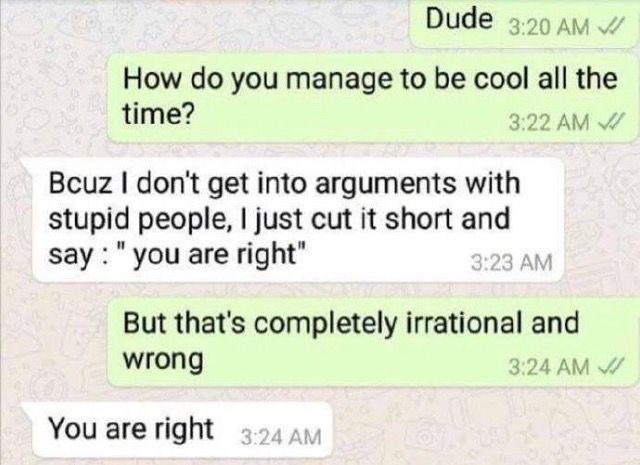 Dude 3:20 AM
How do you manage to be cool all the
time? 3:22 AM
Bcuz I don't get into arguments with
stupid people, I just cut it short and
say : " you are right" 3:23 AM
But that's completely irrational and
wrong 3:24 AM
You are right 3:24 AM